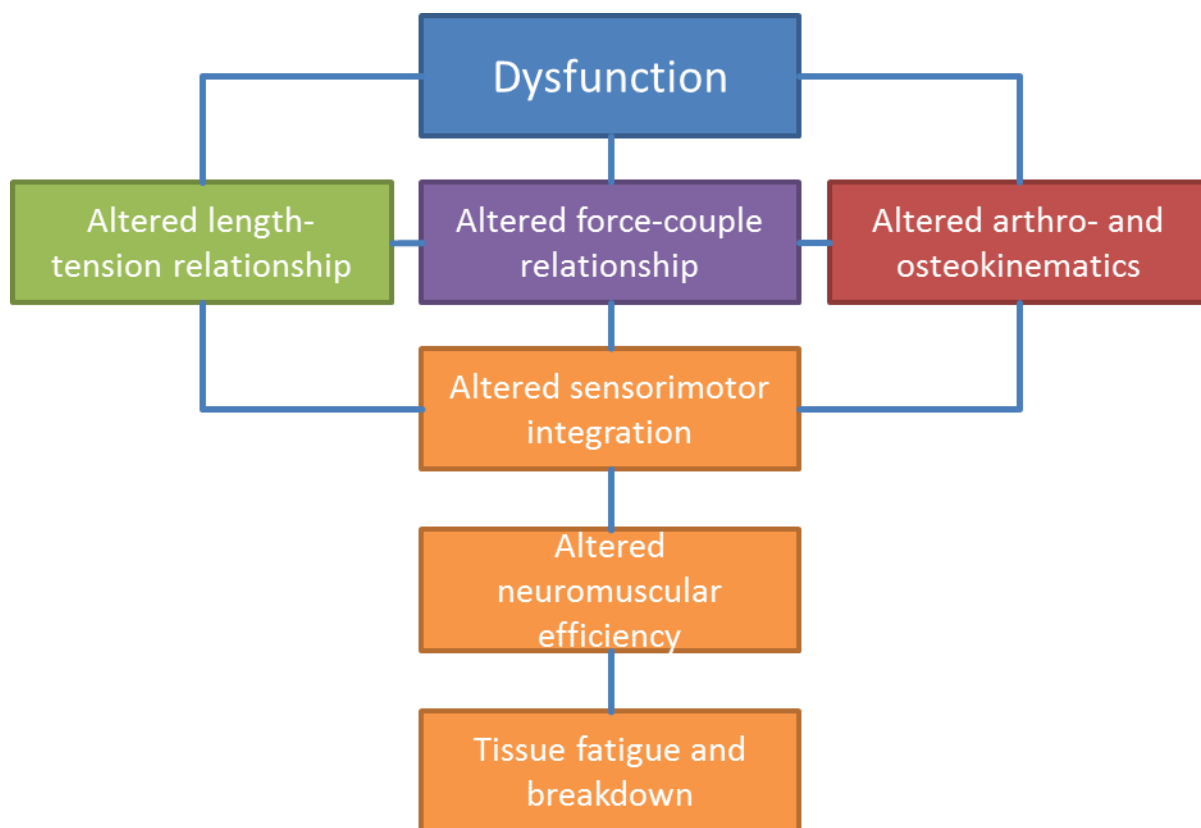 Dysfunction
Altered length-
tension relationship
Altered force-couple
relationship
Altered arthro- and
osteokinematics
Altered sensorimotor
integration
Altered
neuromuscular
efficiency
Tissue fatigue and
breakdown